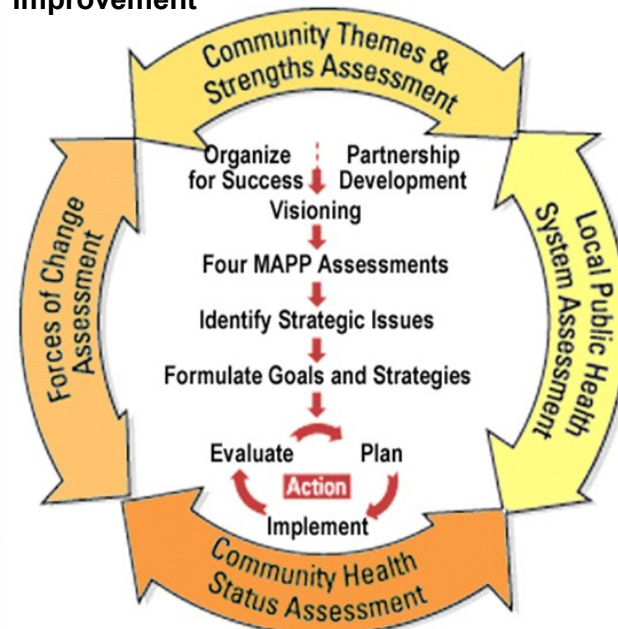 Improvement
Community Themes &
Strengths Assessment
Organize
for Success
Partnership
Development
Visioning
Four MAPP Assessments
Identify Strategic Issues
Formulate Goals and Strategies
Evaluate
Plan
Action
Implement
Forces of Change
Assessment
Local Public Health
System Assessment
Community Health
Status Assessment